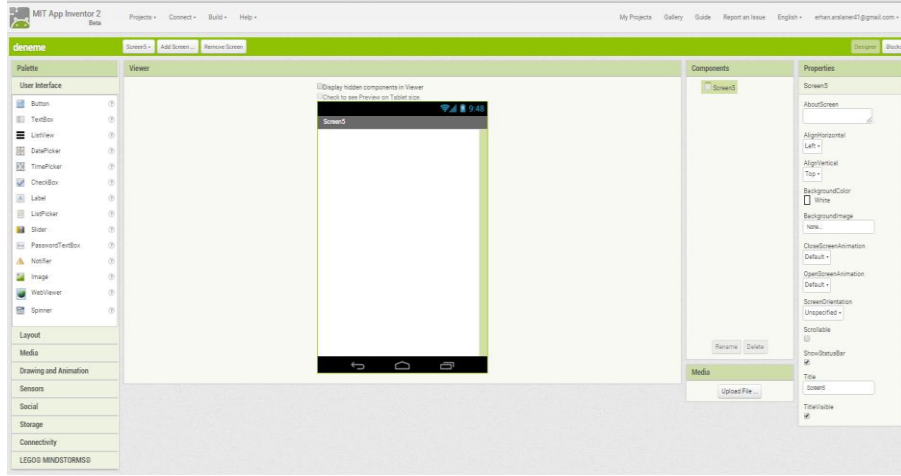 MIT App Inventor 2
Beta
Projects Connect Build Help
My Projects Gallery Guide Report an Issue English erhan.arslaner41@gmail.com
deneme
Screen5 Add Screen ... Remove Screen
Designer Blocks
Palette
User Interface
Button
TextBox
ListView
DatePicker
TimePicker
CheckBox
Label
ListPicker
Slider
PasswordTextBox
Notifier
Image
WebViewer
Spinner
Layout
Media
Drawing and Animation
Sensors
Social
Storage
Connectivity
LEGO® MINDSTORMS®
Viewer
Display hidden components in Viewer
Check to see Preview on Tablet size.
9:48
Screen5
Components
Screen5
Rename Delete
Media
Upload File ...
Properties
Screen5
AboutScreen
AlignHorizontal
Left
AlignVertical
Top
BackgroundColor
White
BackgroundImage
None...
CloseScreenAnimation
Default
OpenScreenAnimation
Default
ScreenOrientation
Unspecified
Scrollable
ShowStatusBar
Title
Screen5
TitleVisible